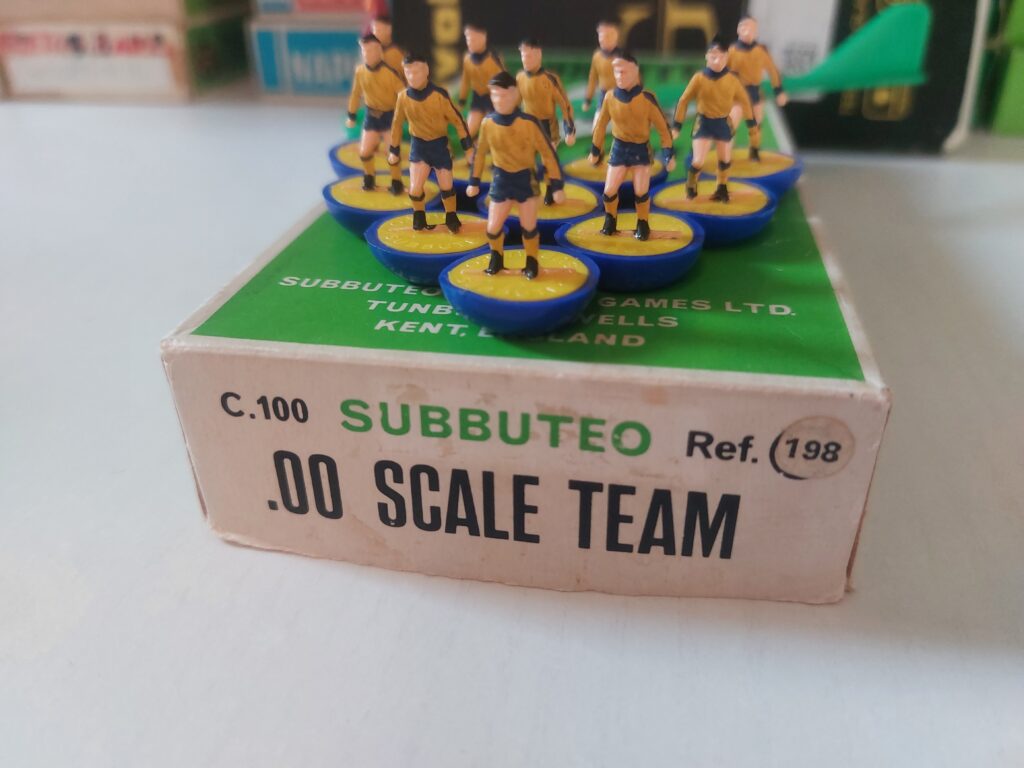 SUBBUTEO GAMES LTD.
KENT,
C.100 SUBBUTEO Ref. (198
.00 SCALE TEAM